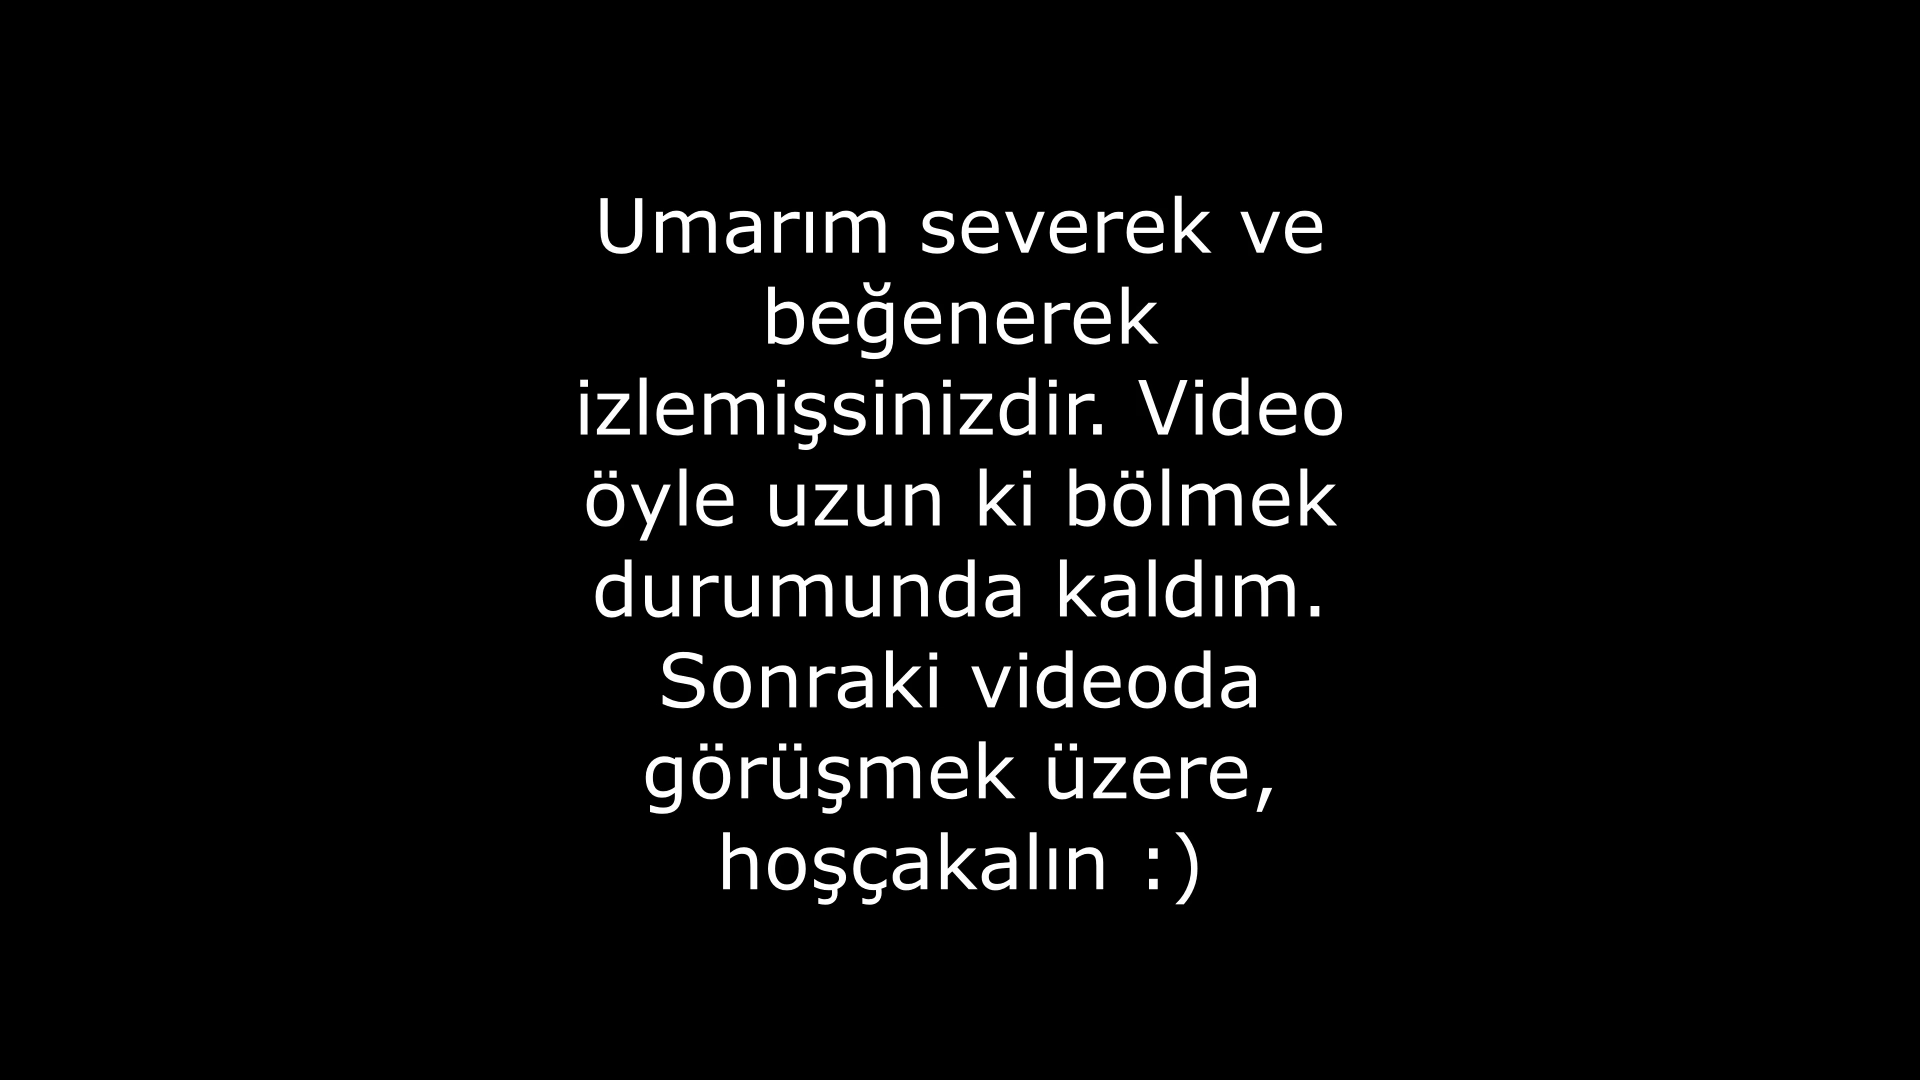 Umarım severek ve
beğenerek
izlemişsinizdir. Video
öyle uzun ki bölmek
durumunda kaldım.
Sonraki videoda
görüşmek üzere,
hoşçakalın :)